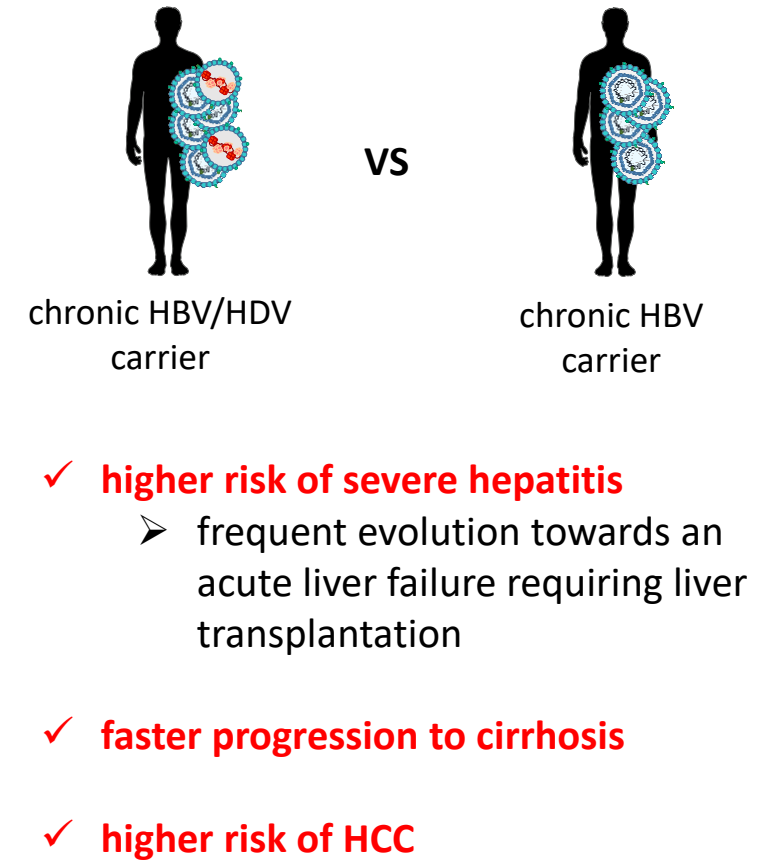 vs
chronic HBV/HDV
carrier
chronic HBV
carrier
✓ higher risk of severe hepatitis
➢ frequent evolution towards an
acute liver failure requiring liver
transplantation
✓ faster progression to cirrhosis
✓ higher risk of HCC